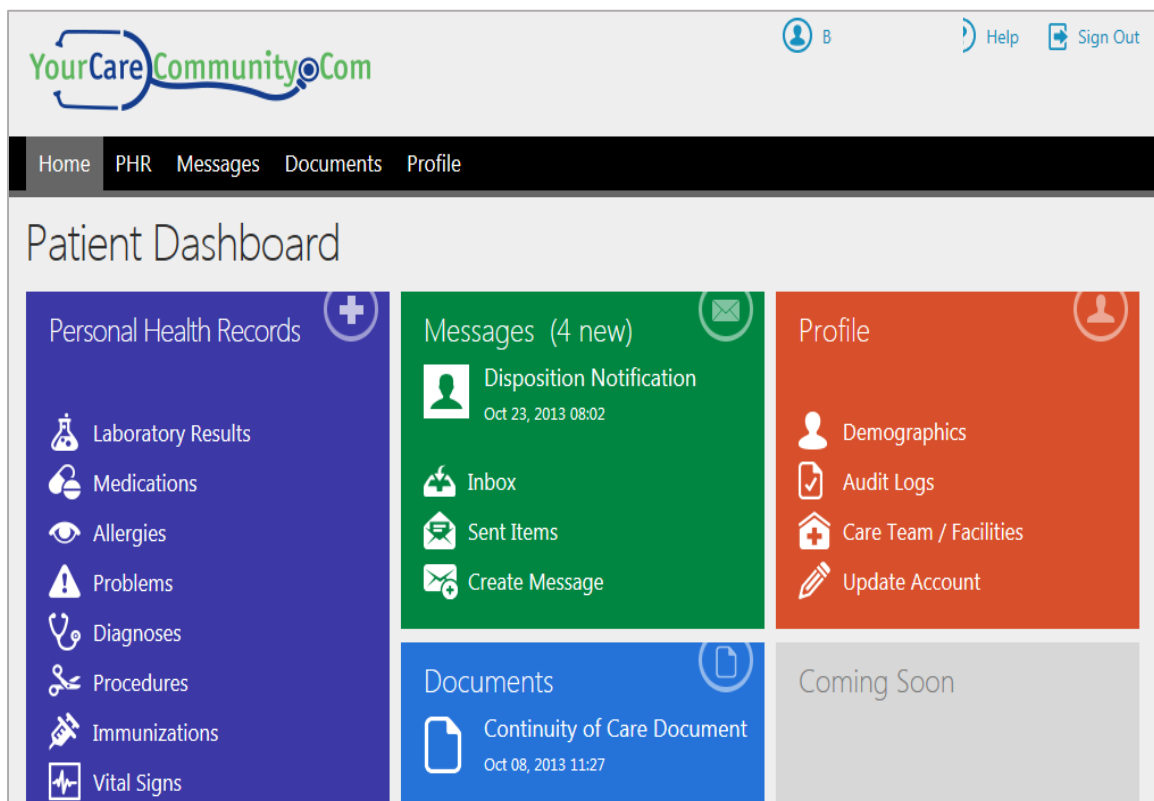 YourCareCommunity.Com
B
Help
Sign Out
Home PHR Messages Documents Profile
Patient Dashboard
Personal Health Records
Laboratory Results
Medications
Allergies
Problems
Diagnoses
Procedures
Immunizations
Vital Signs
Messages (4 new)
Disposition Notification
Oct 23, 2013 08:02
Inbox
Sent Items
Create Message
Profile
Demographics
Audit Logs
Care Team / Facilities
Update Account
Documents
Continuity of Care Document
Oct 08, 2013 11:27
Coming Soon